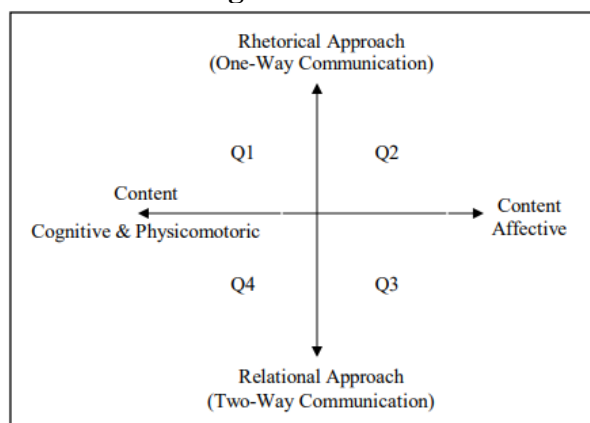 Rhetorical Approach
(One-Way Communication)
Q1
Q2
Content
Cognitive & Physicomotoric
Content
Affective
Q4
Q3
Relational Approach
(Two-Way Communication)